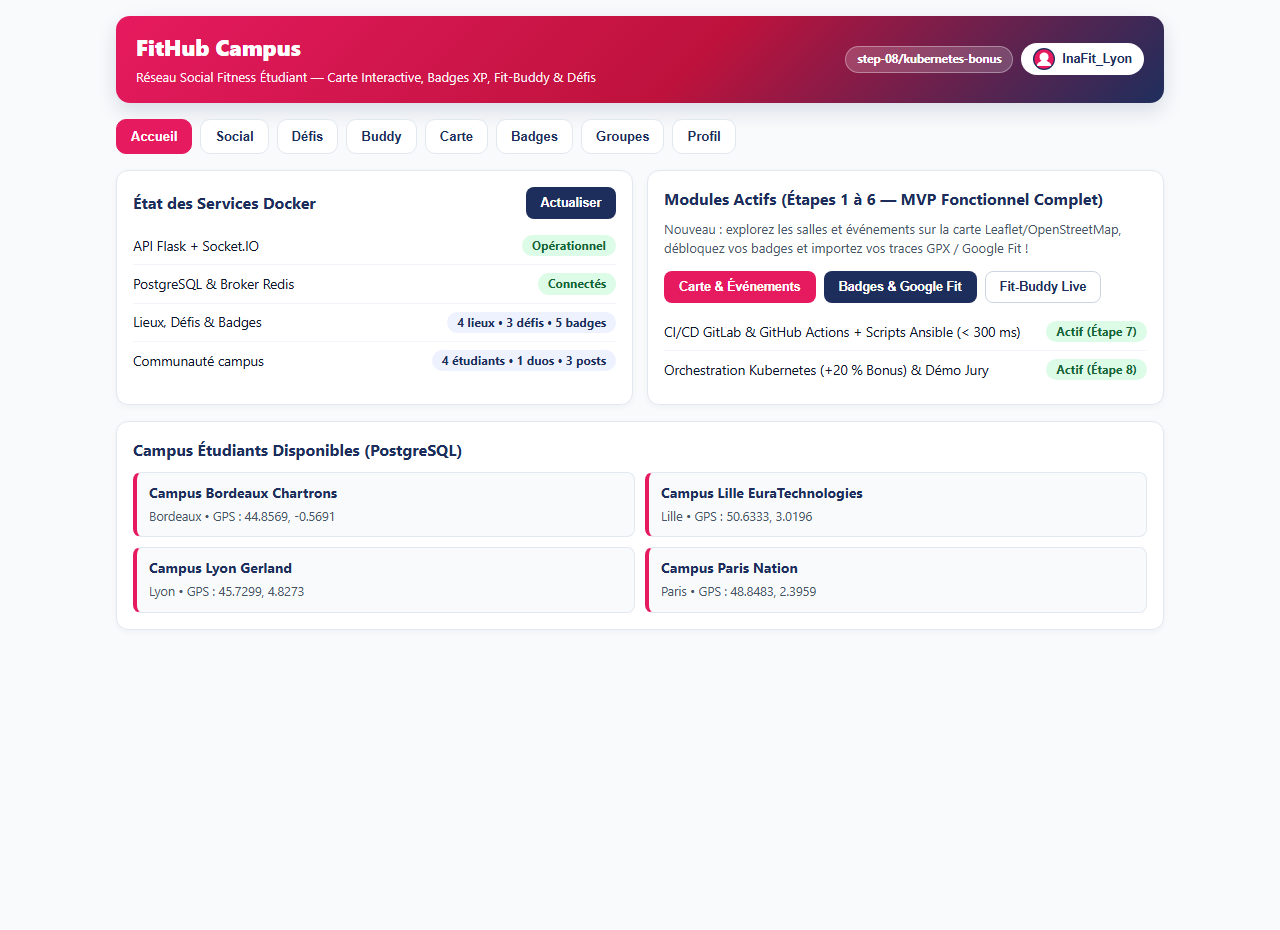 FitHub Campus
Réseau Social Fitness Étudiant — Carte Interactive, Badges XP, Fit-Buddy & Défis
step-08/kubernetes-bonus
InaFit_Lyon
Accueil
Social
Défis
Buddy
Carte
Badges
Groupes
Profil
État des Services Docker
Actualiser
API Flask + Socket.IO
Opérationnel
PostgreSQL & Broker Redis
Connectés
Lieux, Défis & Badges
4 lieux • 3 défis • 5 badges
Communauté campus
4 étudiants • 1 duos • 3 posts
Modules Actifs (Étapes 1 à 6 — MVP Fonctionnel Complet)
Nouveau : explorez les salles et événements sur la carte Leaflet/OpenStreetMap,
débloquez vos badges et importez vos traces GPX / Google Fit !
Carte & Événements
Badges & Google Fit
Fit-Buddy Live
CI/CD GitLab & GitHub Actions + Scripts Ansible (< 300 ms)
Actif (Étape 7)
Orchestration Kubernetes (+20 % Bonus) & Démo Jury
Actif (Étape 8)
Campus Étudiants Disponibles (PostgreSQL)
Campus Bordeaux Chartrons
Bordeaux • GPS : 44.8569, -0.5691
Campus Lille EuraTechnologies
Lille • GPS : 50.6333, 3.0196
Campus Lyon Gerland
Lyon • GPS : 45.7299, 4.8273
Campus Paris Nation
Paris • GPS : 48.8483, 2.3959